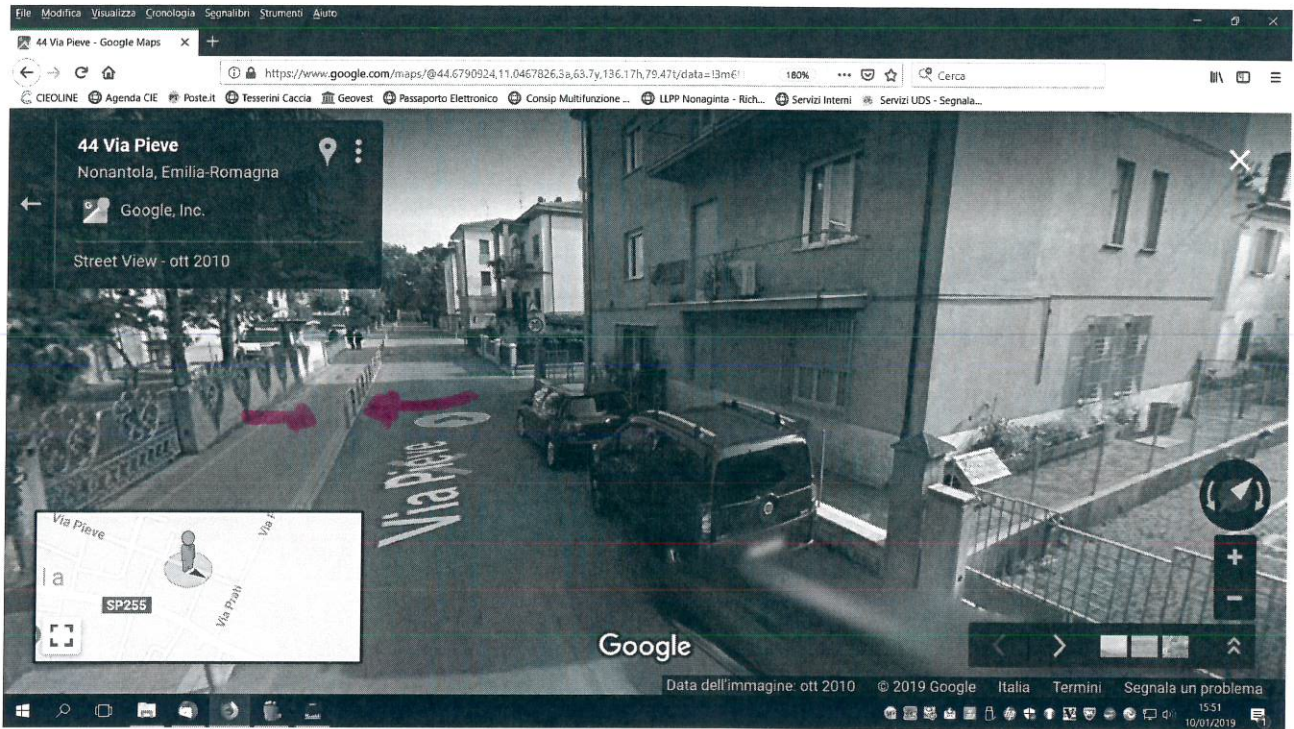 File Modifica Visualizza Cronologia Segnalibri Strumenti Aiuto
44 Via Pieve - Google Maps
https://www.google.com/maps/@44.6790924,11.0467826,3a,63.7y,136.17h,79.47t/data=!3m6!
180%
Cerca
CIEOLINE Agenda CIE Poste.it Tesserini Caccia Geovest Passaporto Elettronico Consip Multifunzione ... LLPP Nonaginta - Rich... Servizi Interni Servizi UDS - Segnala...
44 Via Pieve
Nonantola, Emilia-Romagna
Google, Inc.
Street View - ott 2010
30
Via Pieve
Via Pieve
Via P
a
SP255
Via Prati
Google
Data dell'immagine: ott 2010 © 2019 Google Italia Termini Segnala un problema
15:51
10/01/2019